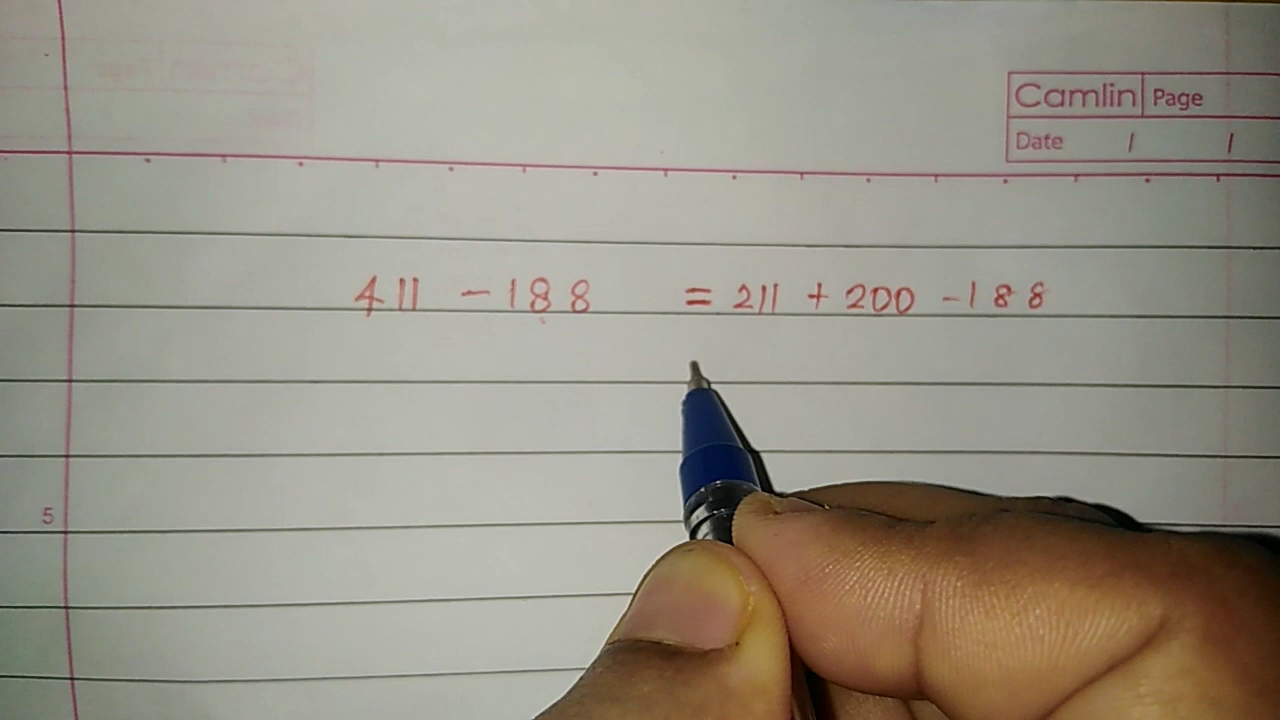 Camlin Page
Date / /
411 - 188 = 211 + 200 - 188
5